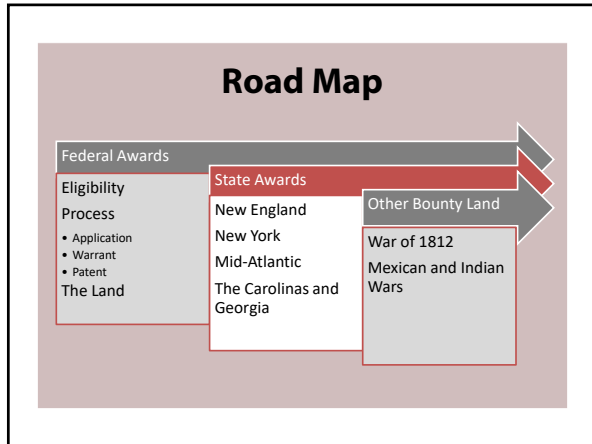 Road Map
Federal Awards
Eligibility
Process
• Application
• Warrant
• Patent
The Land
State Awards
New England
New York
Mid-Atlantic
The Carolinas and
Georgia
Other Bounty Land
War of 1812
Mexican and Indian
Wars